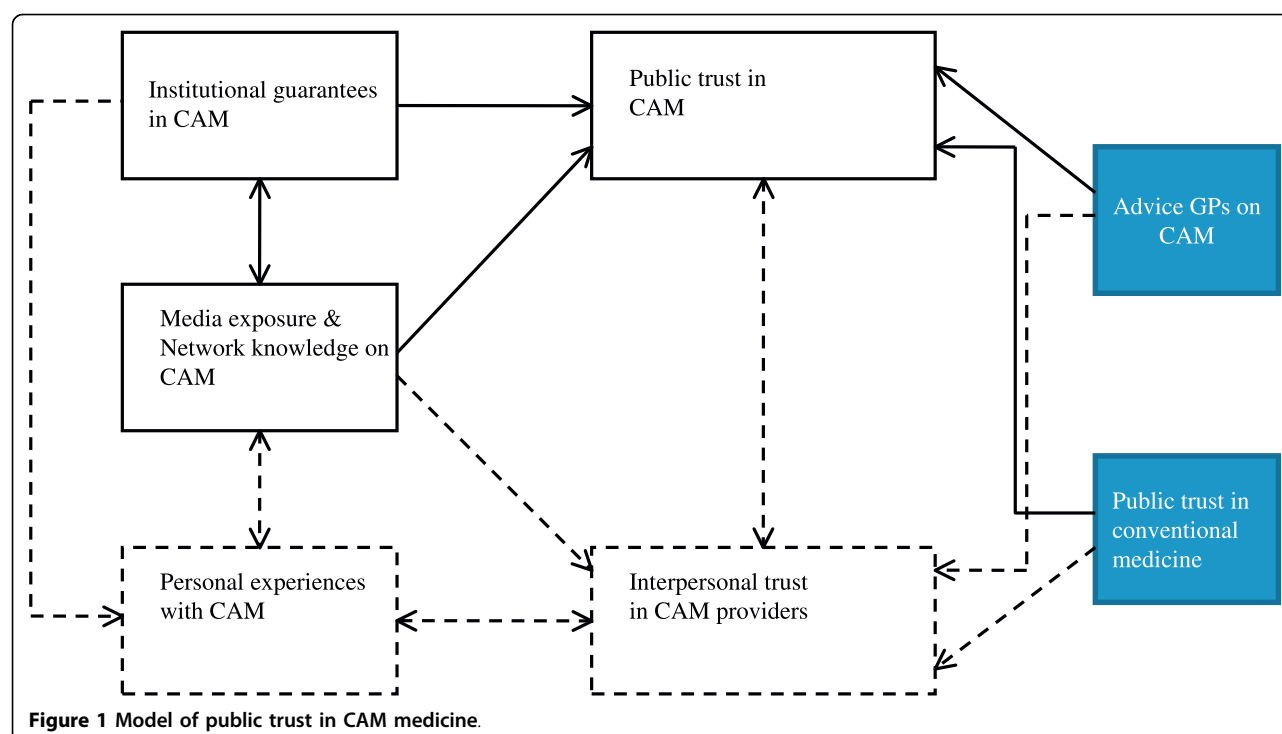 Institutional guarantees
in CAM
Public trust in
CAM
Advice GPs on
CAM
Media exposure &
Network knowledge on
CAM
Public trust in
conventional
medicine
Personal experiences
with CAM
Interpersonal trust
in CAM providers
Figure 1 Model of public trust in CAM medicine.